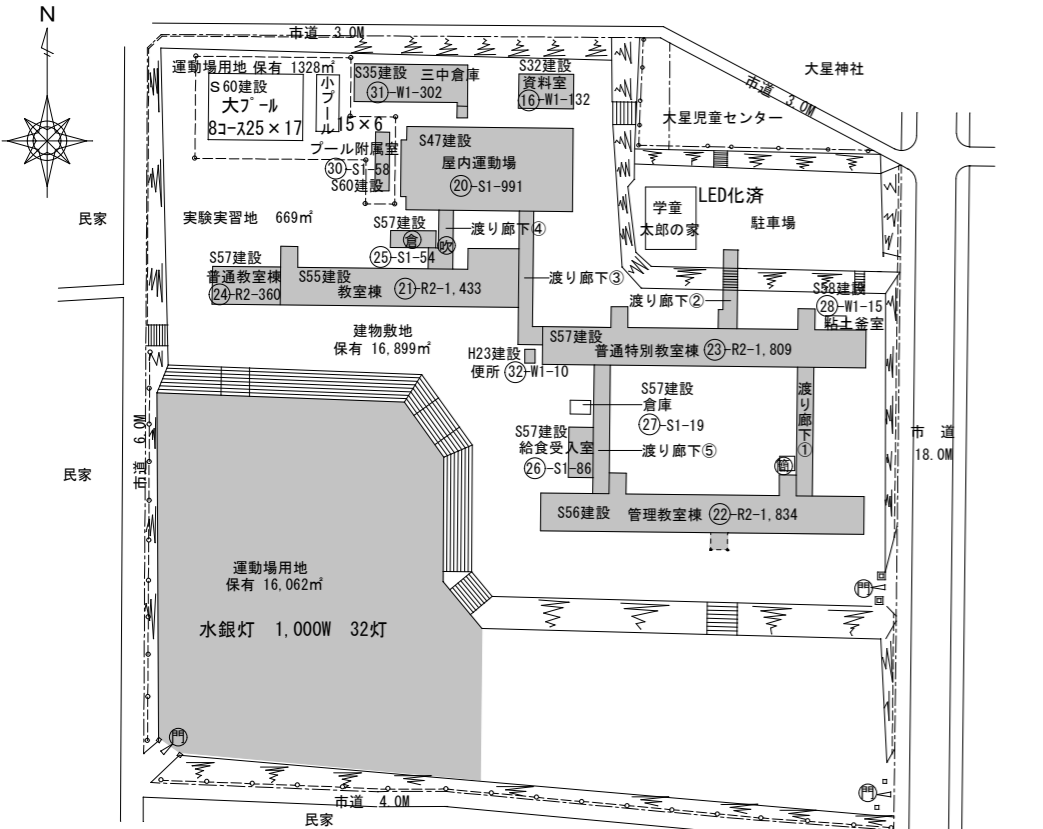 N
市道 3.0M
運動場用地 保有 1328㎡
S60建設
大プール
8コース25×17
小プール
15×6
S35建設 三中倉庫
31-W1-302
S32建設
資料室
16-W1-132
大星神社
市道 3.0M
大星児童センター
プール附属室
30-S1-58
S60建設
S47建設
屋内運動場
20-S1-991
LED化済
学童
太郎の家
駐車場
民家
実験実習地 669㎡
S57建設
倉
25-S1-54
吹
渡り廊下④
S57建設
普通教室棟
24-R2-360
S55建設
教室棟 21-R2-1,433
渡り廊下③
渡り廊下②
S58建設
28-W1-15
粘土釜室
建物敷地
保有 16,899㎡
H23建設
便所 32-W1-10
S57建設
普通特別教室棟 23-R2-1,809
S57建設
倉庫
27-S1-19
渡り廊下①
S57建設
給食受入室
26-S1-86
渡り廊下⑤
市道 6.0M
市道
18.0M
民家
S56建設 管理教室棟 22-R2-1,834
運動場用地
保有 16,062㎡
水銀灯 1,000W 32灯
門
門
門
市道 4.0M
民家